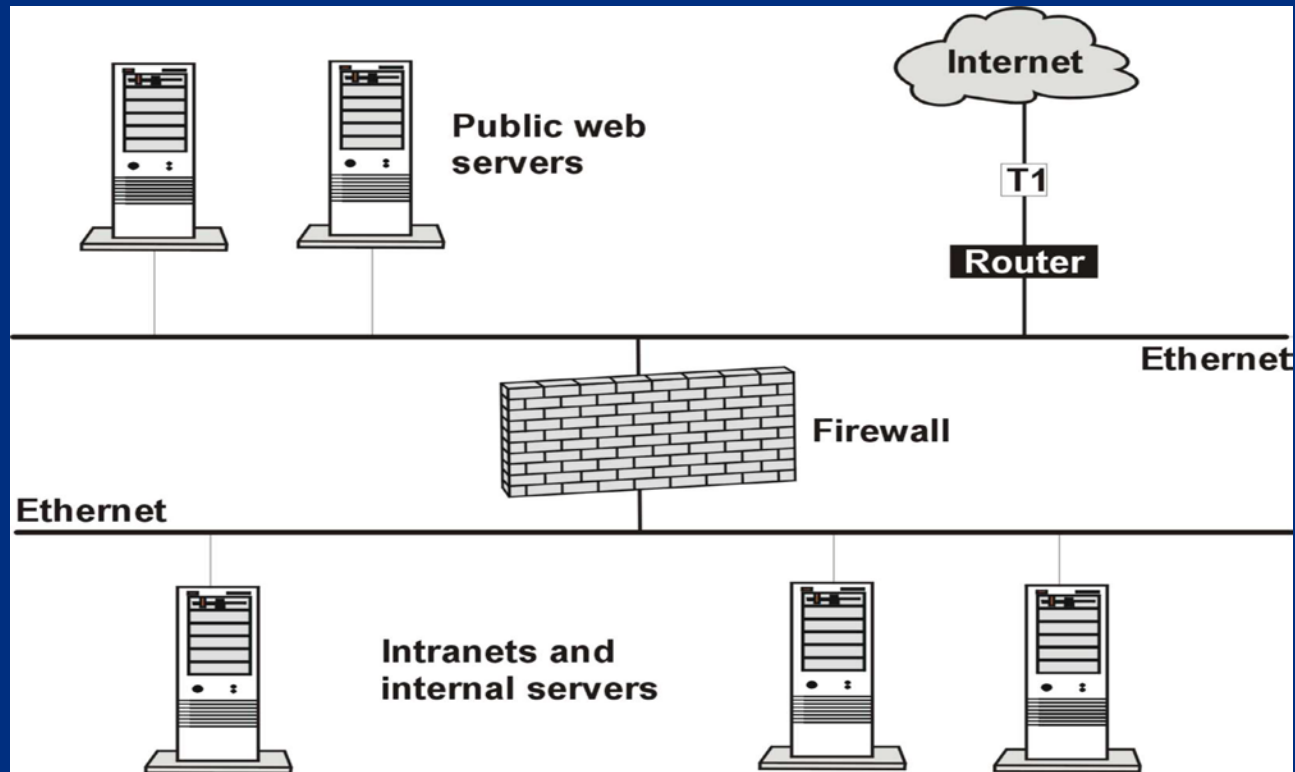 Internet
Public web
servers
T1
Router
Ethernet
Firewall
Ethernet
Intranets and
internal servers